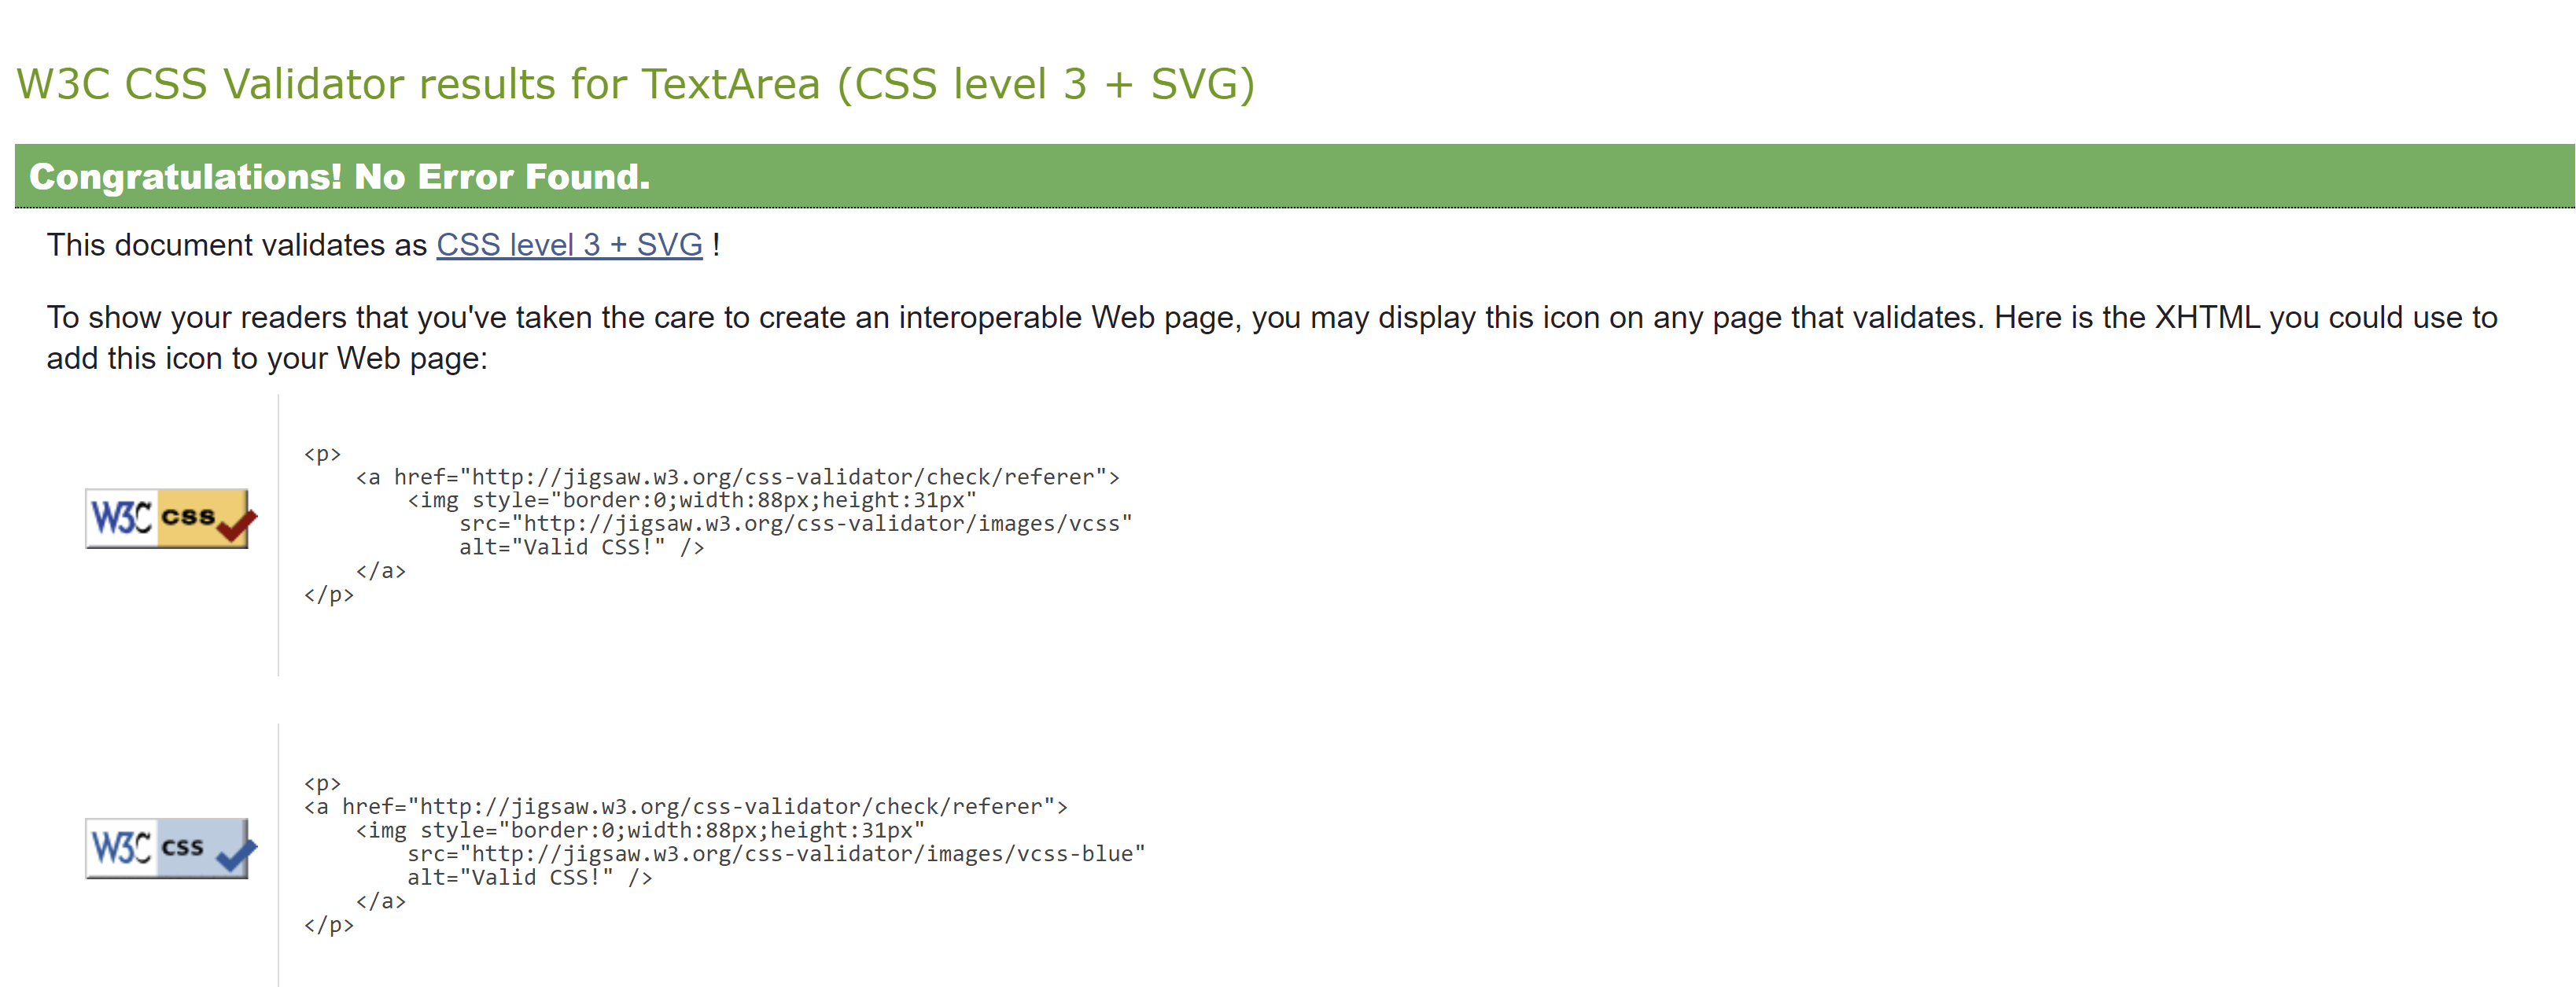 W3C CSS Validator results for TextArea (CSS level 3 + SVG)
Congratulations! No Error Found.
This document validates as CSS level 3 + SVG !
To show your readers that you've taken the care to create an interoperable Web page, you may display this icon on any page that validates. Here is the XHTML you could use to
add this icon to your Web page:
<p>
    <a href="http://jigsaw.w3.org/css-validator/check/referer">
        <img style="border:0;width:88px;height:31px"
W3C css
            src="http://jigsaw.w3.org/css-validator/images/vcss"
            alt="Valid CSS!" />
    </a>
</p>
<p>
<a href="http://jigsaw.w3.org/css-validator/check/referer">
    <img style="border:0;width:88px;height:31px"
W3C css
        src="http://jigsaw.w3.org/css-validator/images/vcss-blue"
        alt="Valid CSS!" />
    </a>
</p>